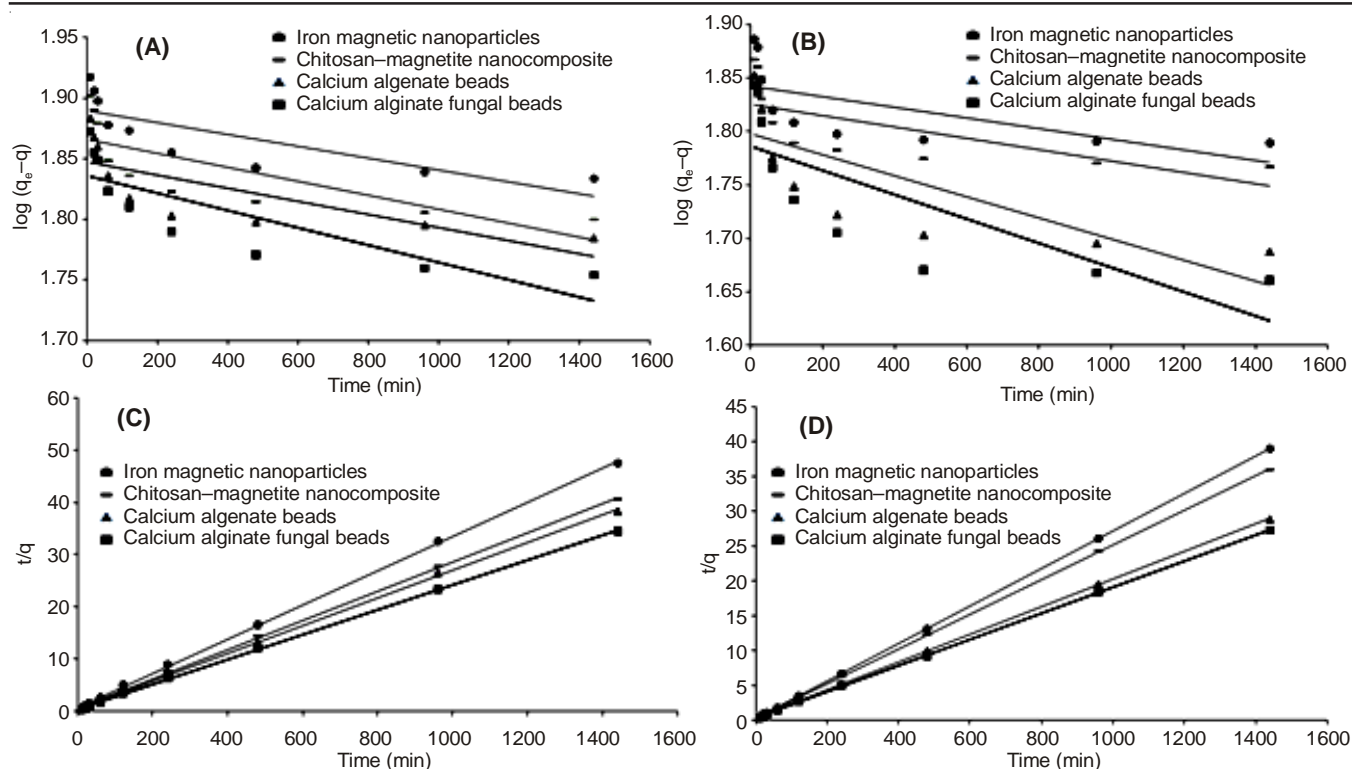 (A)
Iron magnetic nanoparticles
Chitosan–magnetite nanocomposite
Calcium algenate beads
Calcium alginate fungal beads
1.95
1.90
1.85
1.80
1.75
1.70
log (qe–q)
0 200 400 600 800 1000 1200 1400 1600
Time (min)
(B)
Iron magnetic nanoparticles
Chitosan–magnetite nanocomposite
Calcium algenate beads
Calcium alginate fungal beads
1.90
1.85
1.80
1.75
1.70
1.65
1.60
log (qe–q)
0 200 400 600 800 1000 1200 1400 1600
Time (min)
(C)
Iron magnetic nanoparticles
Chitosan–magnetite nanocomposite
Calcium algenate beads
Calcium alginate fungal beads
60
50
40
30
20
10
0
t/q
0 200 400 600 800 1000 1200 1400 1600
Time (min)
(D)
Iron magnetic nanoparticles
Chitosan–magnetite nanocomposite
Calcium algenate beads
Calcium alginate fungal beads
45
40
35
30
25
20
15
10
5
0
t/q
0 200 400 600 800 1000 1200 1400 1600
Time (min)